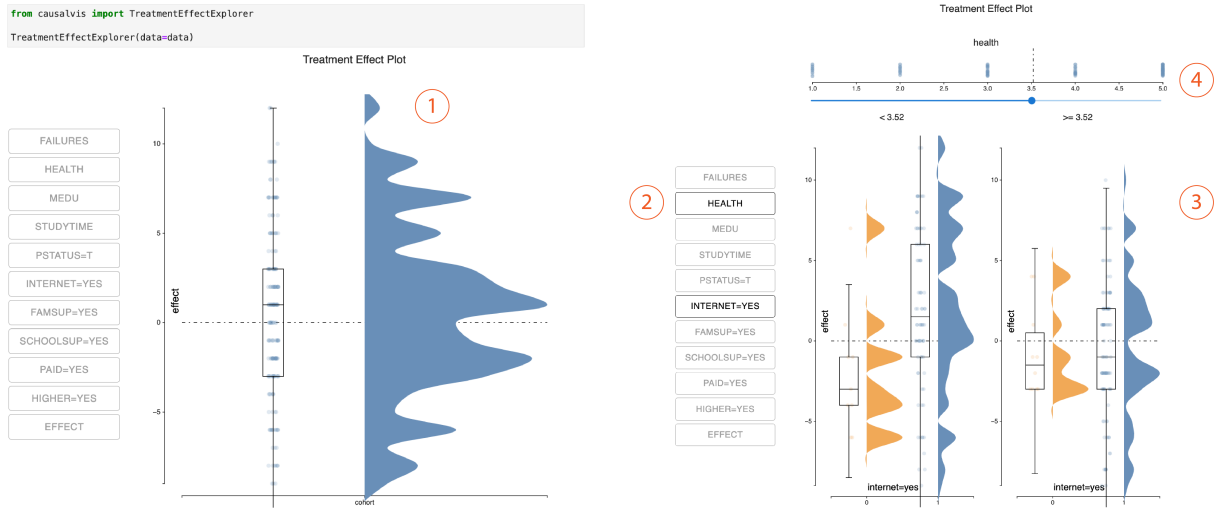 from causalvis import TreatmentEffectExplorer
TreatmentEffectExplorer(data=data)
Treatment Effect Plot
1
FAILURES
HEALTH
MEDU
STUDYTIME
PSTATUS=T
INTERNET=YES
FAMSUP=YES
SCHOOLSUP=YES
PAID=YES
HIGHER=YES
EFFECT
effect
10
5
0
−5
cohort
Treatment Effect Plot
health
4
1.0 1.5 2.0 2.5 3.0 3.5 4.0 4.5 5.0
< 3.52 >= 3.52
2
FAILURES
HEALTH
MEDU
STUDYTIME
PSTATUS=T
INTERNET=YES
FAMSUP=YES
SCHOOLSUP=YES
PAID=YES
HIGHER=YES
EFFECT
effect
10
5
0
−5
internet=yes
0 1
3
effect
10
5
0
−5
internet=yes
0 1